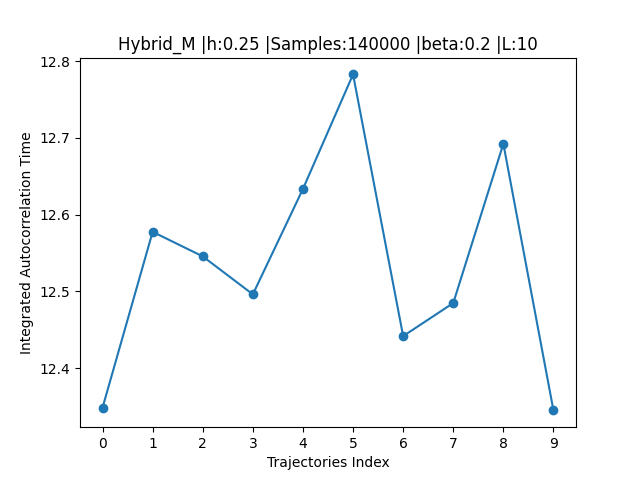 Hybrid_M |h:0.25 |Samples:140000 |beta:0.2 |L:10
Integrated Autocorrelation Time
12.8
12.7
12.6
12.5
12.4
0 1 2 3 4 5 6 7 8 9
Trajectories Index